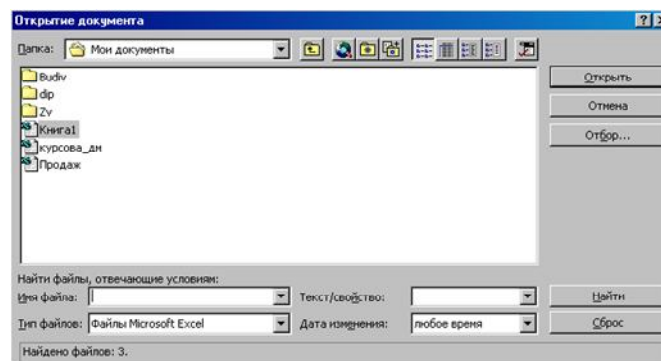 Открытие документа
Папка: Мои документы
Budiv
dip
Zv
Книга1
курсова_дм
Продаж
Открыть
Отмена
Отбор...
Найти файлы, отвечающие условиям:
Имя файла: Текст/свойство: Найти
Тип файлов: Файлы Microsoft Excel Дата изменения: любое время Сброс
Найдено файлов: 3.